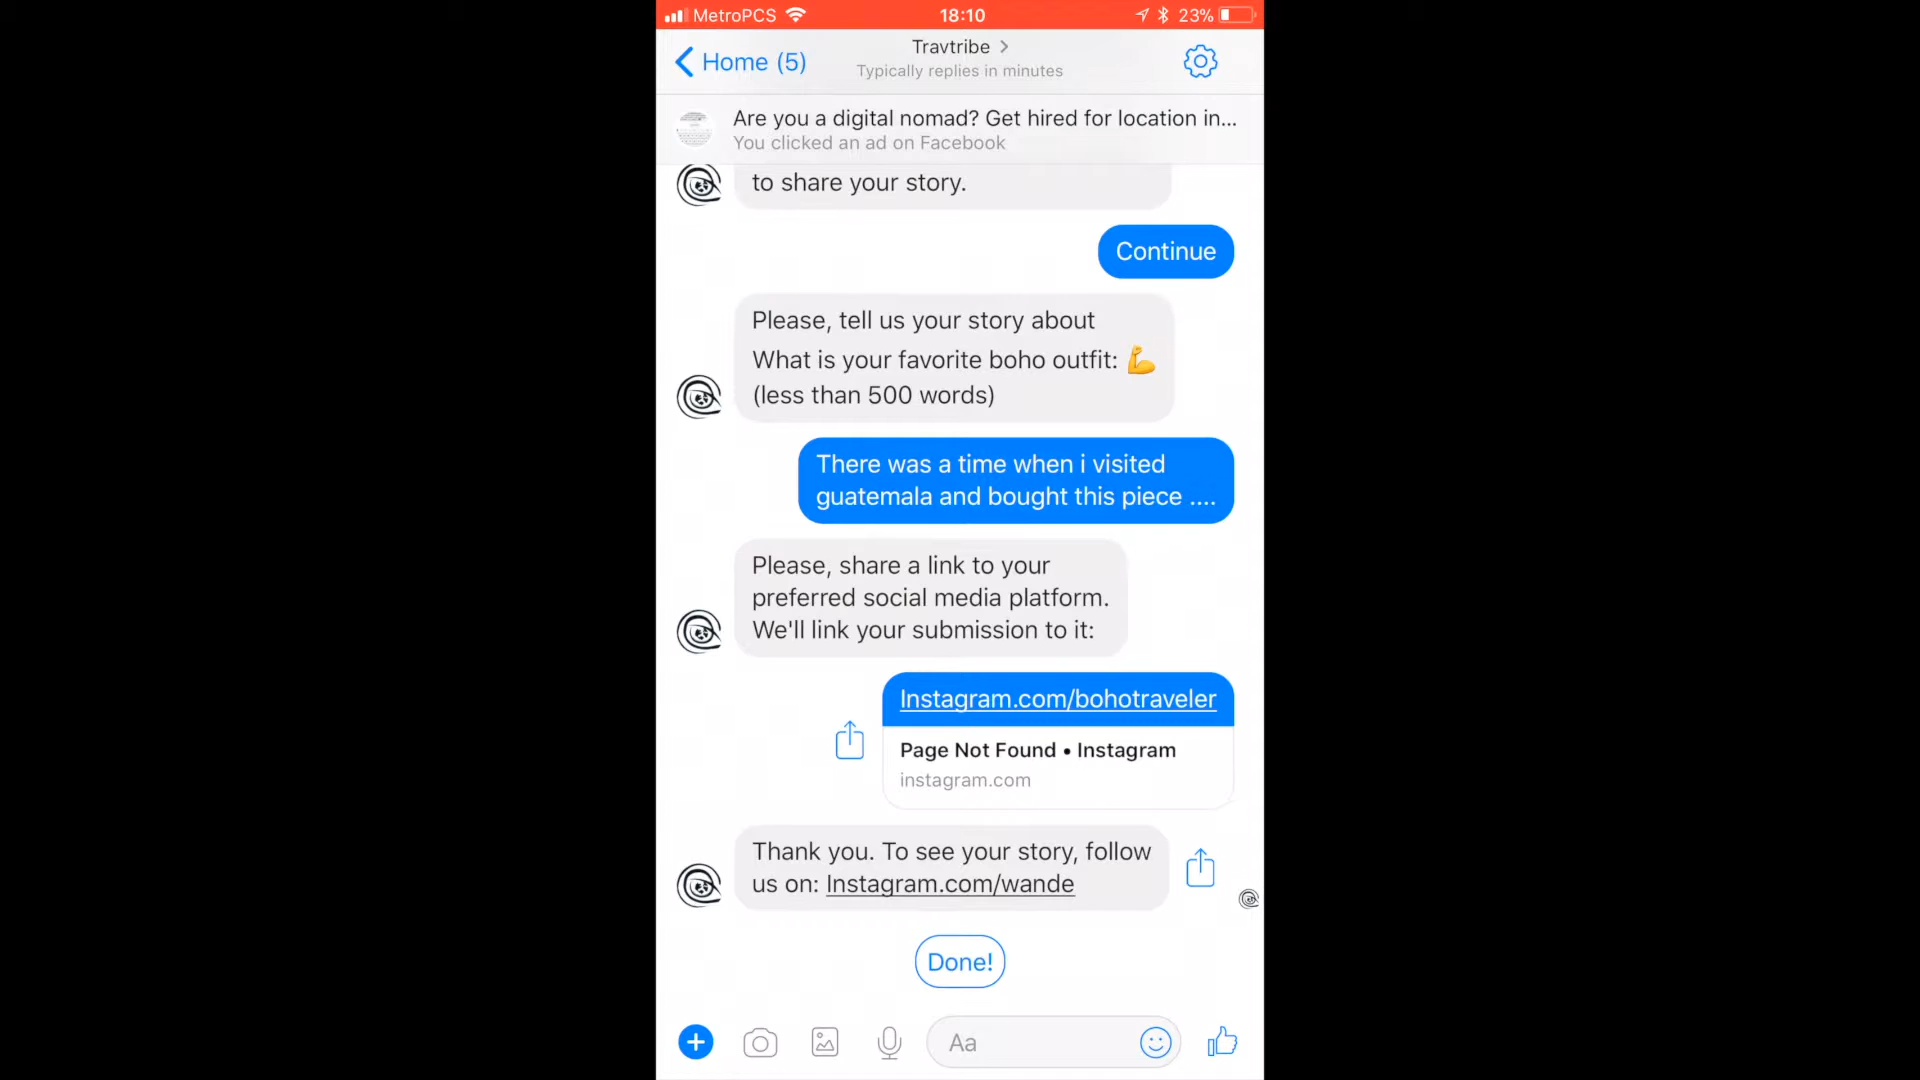 MetroPCS
18:10
23%
Home (5)
Travtribe
Typically replies in minutes
Are you a digital nomad? Get hired for location in...
You clicked an ad on Facebook
to share your story.
Continue
Please, tell us your story about
What is your favorite boho outfit: 💪
(less than 500 words)
There was a time when i visited
guatemala and bought this piece ....
Please, share a link to your
preferred social media platform.
We'll link your submission to it:
Instagram.com/bohotraveler
Page Not Found • Instagram
instagram.com
Thank you. To see your story, follow
us on: Instagram.com/wande
Done!
Aa